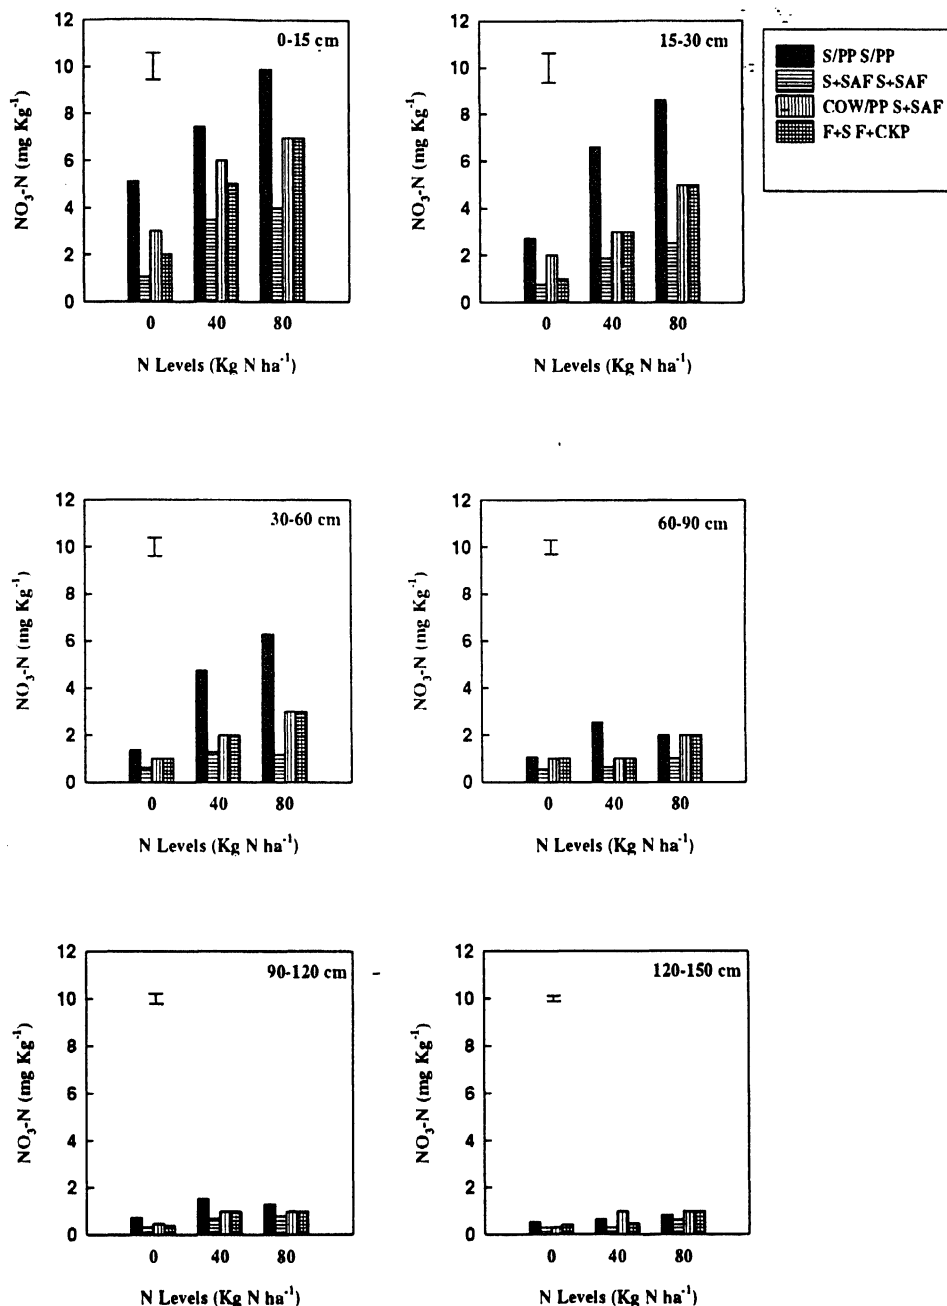 0-15 cm
12
10
8
6
4
2
0
NO₃-N (mg Kg⁻¹)
0 40 80
N Levels (Kg N ha⁻¹)
15-30 cm
12
10
8
6
4
2
0
NO₃-N (mg Kg⁻¹)
0 40 80
N Levels (Kg N ha⁻¹)
S/PP S/PP
S+SAF S+SAF
COW/PP S+SAF
F+S F+CKP
30-60 cm
12
10
8
6
4
2
0
NO₃-N (mg Kg⁻¹)
0 40 80
N Levels (Kg N ha⁻¹)
60-90 cm
12
10
8
6
4
2
0
NO₃-N (mg Kg⁻¹)
0 40 80
N Levels (Kg N ha⁻¹)
90-120 cm
12
10
8
6
4
2
0
NO₃-N (mg Kg⁻¹)
0 40 80
N Levels (Kg N ha⁻¹)
120-150 cm
12
10
8
6
4
2
0
NO₃-N (mg Kg⁻¹)
0 40 80
N Levels (Kg N ha⁻¹)